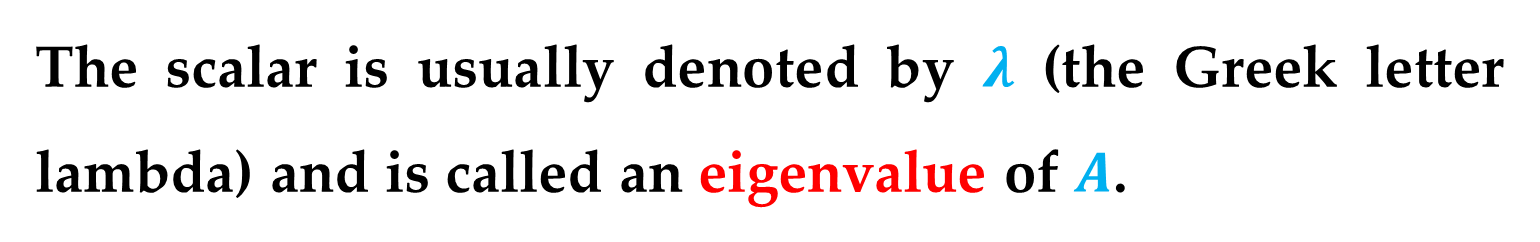 The scalar is usually denoted by λ (the Greek letter
lambda) and is called an eigenvalue of A.